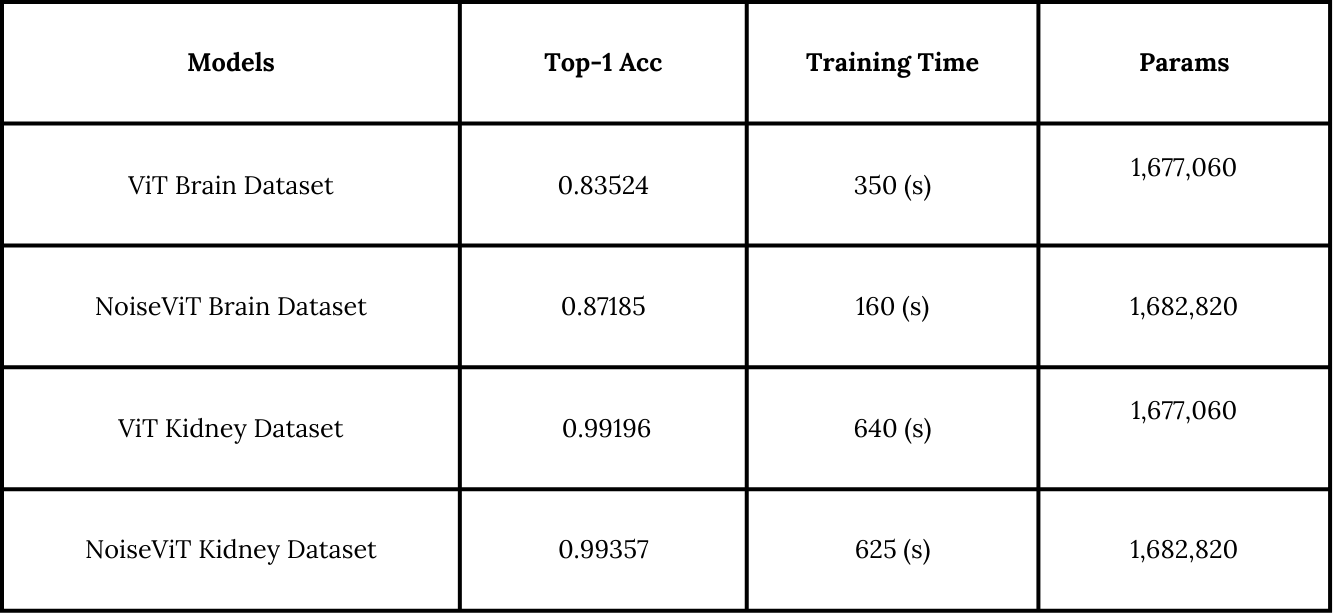 Models Top-1 Acc Training Time Params
ViT Brain Dataset 0.83524 350 (s) 1,677,060
NoiseViT Brain Dataset 0.87185 160 (s) 1,682,820
ViT Kidney Dataset 0.99196 640 (s) 1,677,060
NoiseViT Kidney Dataset 0.99357 625 (s) 1,682,820